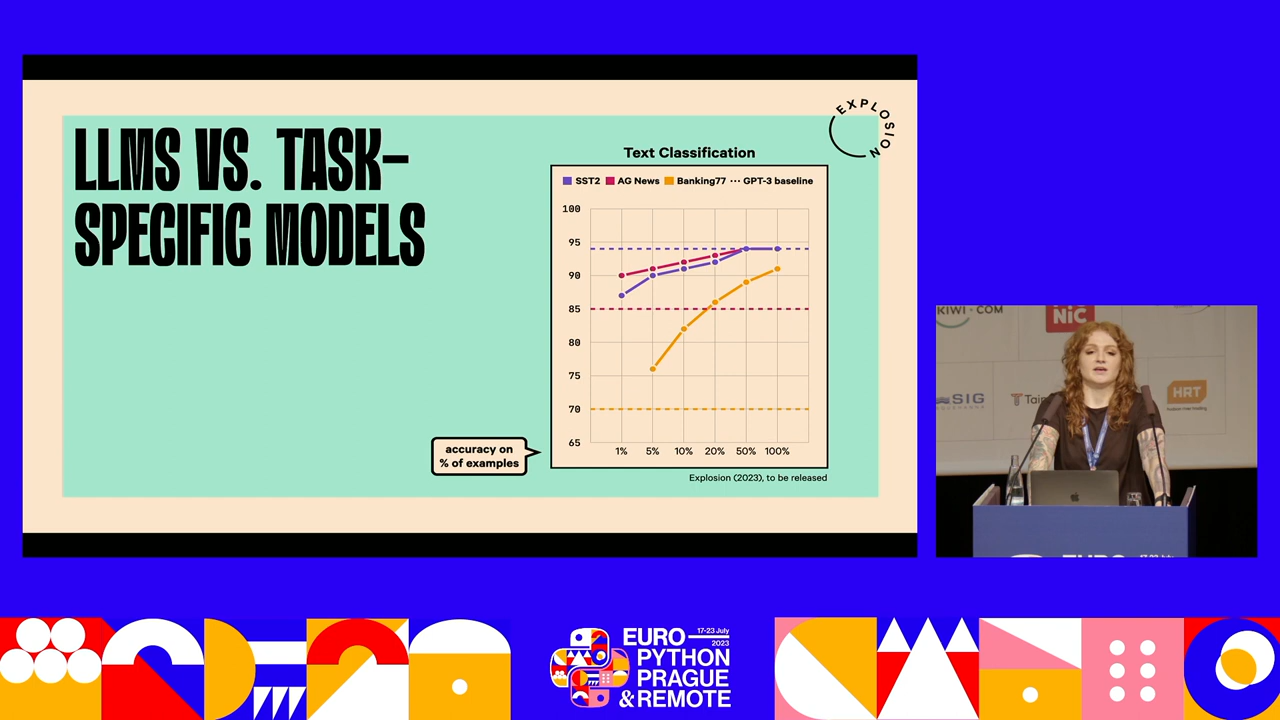 LLMS VS. TASK–
SPECIFIC MODELS
EXPLOSION
Text Classification
SST2 AG News Banking77 GPT-3 baseline
100
95
90
85
80
75
70
65
1% 5% 10% 20% 50% 100%
accuracy on
% of examples
Explosion (2023), to be released
KIWI.COM
NiC
SIG
HRT
EURO
17-23 July
2023
PYTHON
PRAGUE
& REMOTE